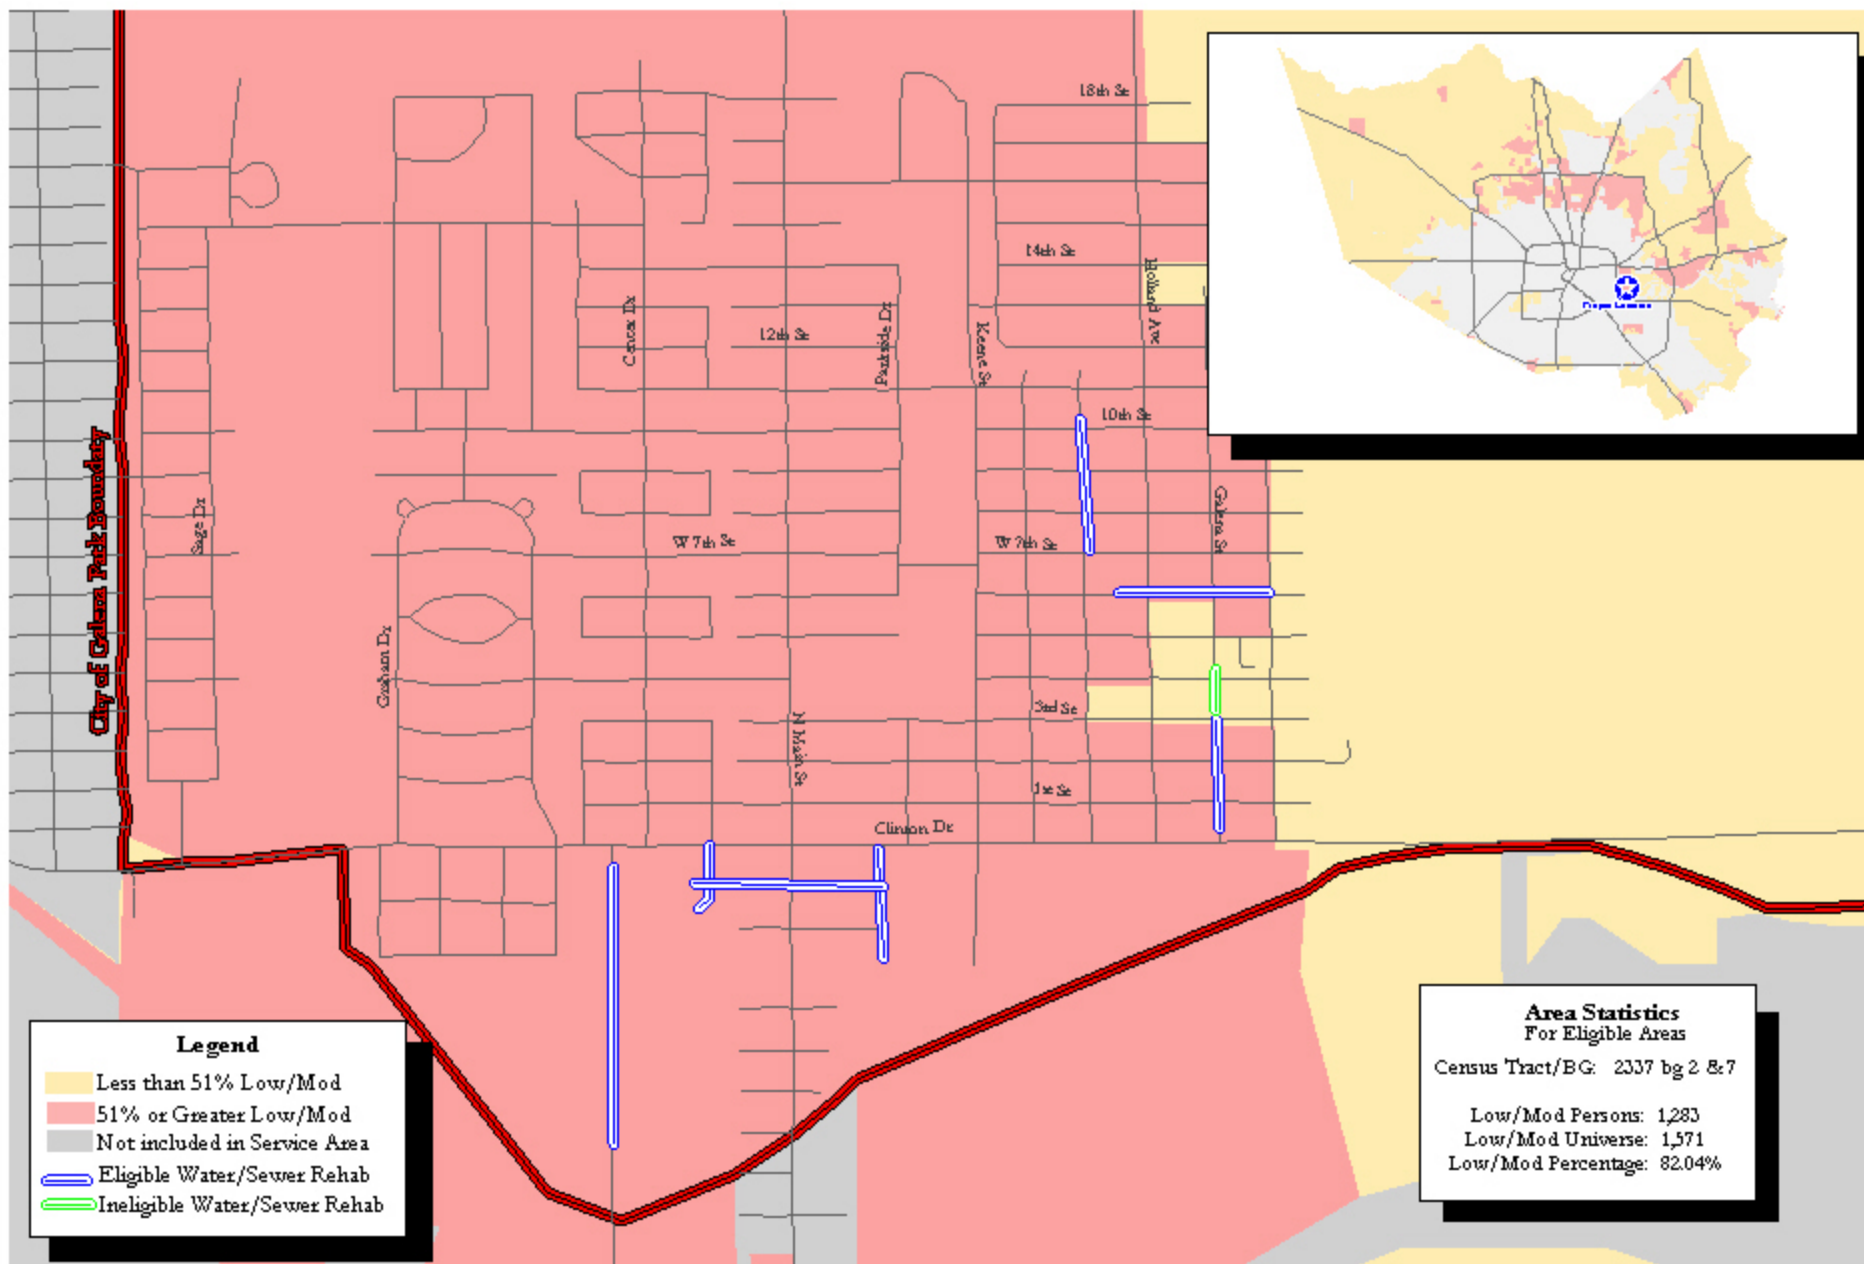 18th St
14th St
Holland Ave
Center Dr
12th St
Parkside Dr
Keene St
10th St
City of Galena Park Boundary
Sage Dr
W 7th St
W 7th St
Galena St
Graham Dr
3rd St
N Main St
1st St
Clinton Dr
Legend
Less than 51% Low/Mod
51% or Greater Low/Mod
Not included in Service Area
Eligible Water/Sewer Rehab
Ineligible Water/Sewer Rehab
Area Statistics
For Eligible Areas
Census Tract/BG: 2337 bg 2 & 7
Low/Mod Persons: 1,283
Low/Mod Universe: 1,571
Low/Mod Percentage: 82.04%